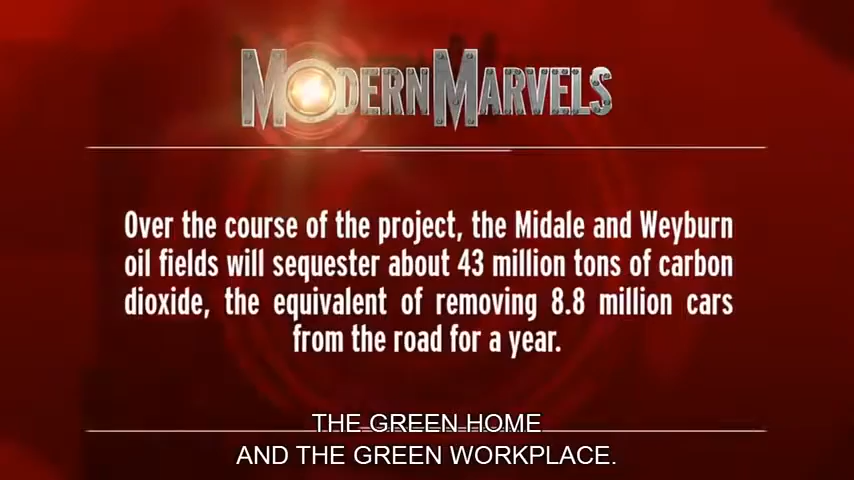 MODERN MARVELS
Over the course of the project, the Midale and Weyburn
oil fields will sequester about 43 million tons of carbon
dioxide, the equivalent of removing 8.8 million cars
from the road for a year.
THE GREEN HOME
AND THE GREEN WORKPLACE.